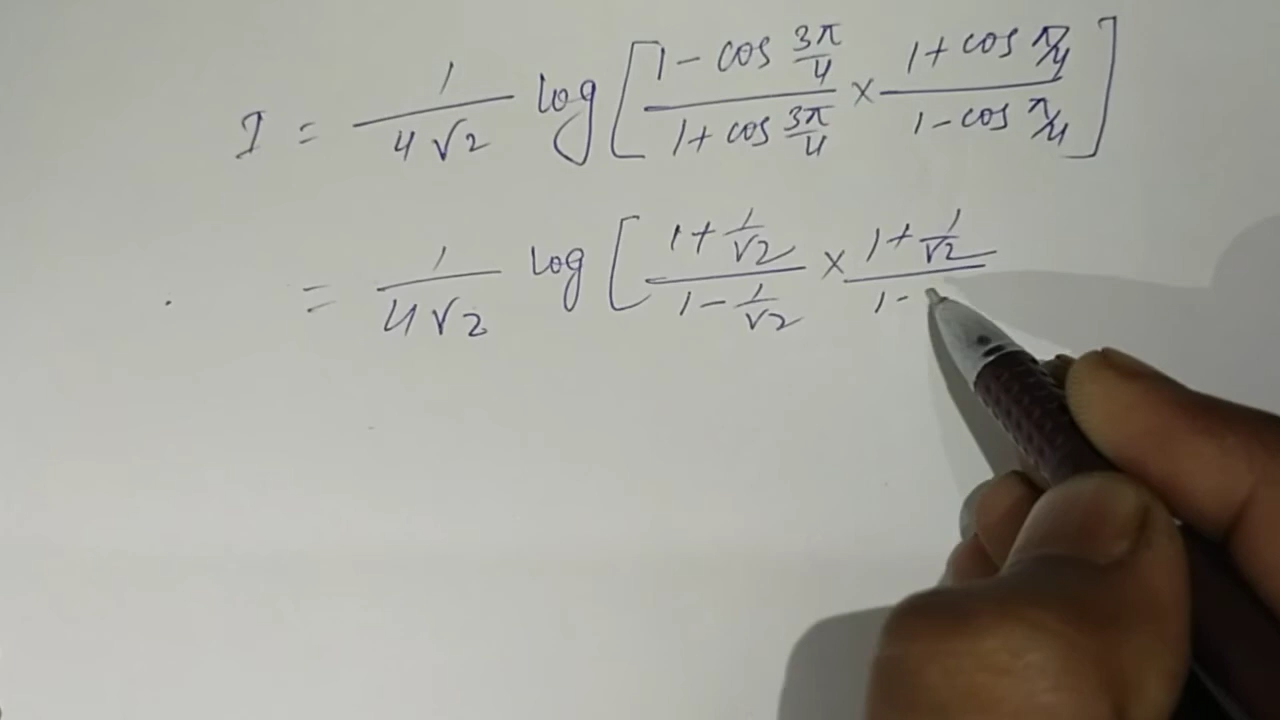 I = 1/4√2 log[(1 - cos 3π/4)/(1 + cos 3π/4) × (1 + cos π/4)/(1 - cos π/4)]
= 1/4√2 log[(1 + 1/√2)/(1 - 1/√2) × (1 + 1/√2)/(1 -